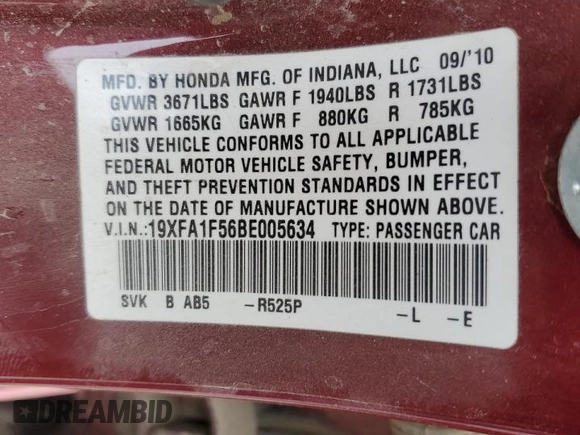 MFD. BY HONDA MFG. OF INDIANA, LLC 09/'10
GVWR 3671LBS GAWR F 1940LBS R 1731LBS
GVWR 1665KG GAWR F 880KG R 785KG
THIS VEHICLE CONFORMS TO ALL APPLICABLE
FEDERAL MOTOR VEHICLE SAFETY, BUMPER,
AND THEFT PREVENTION STANDARDS IN EFFECT
ON THE DATE OF MANUFACTURE SHOWN ABOVE.
V.I.N.:19XFA1F56BE005634 TYPE: PASSENGER CAR
SVK B AB5 -R525P -L -E
DREAMBID